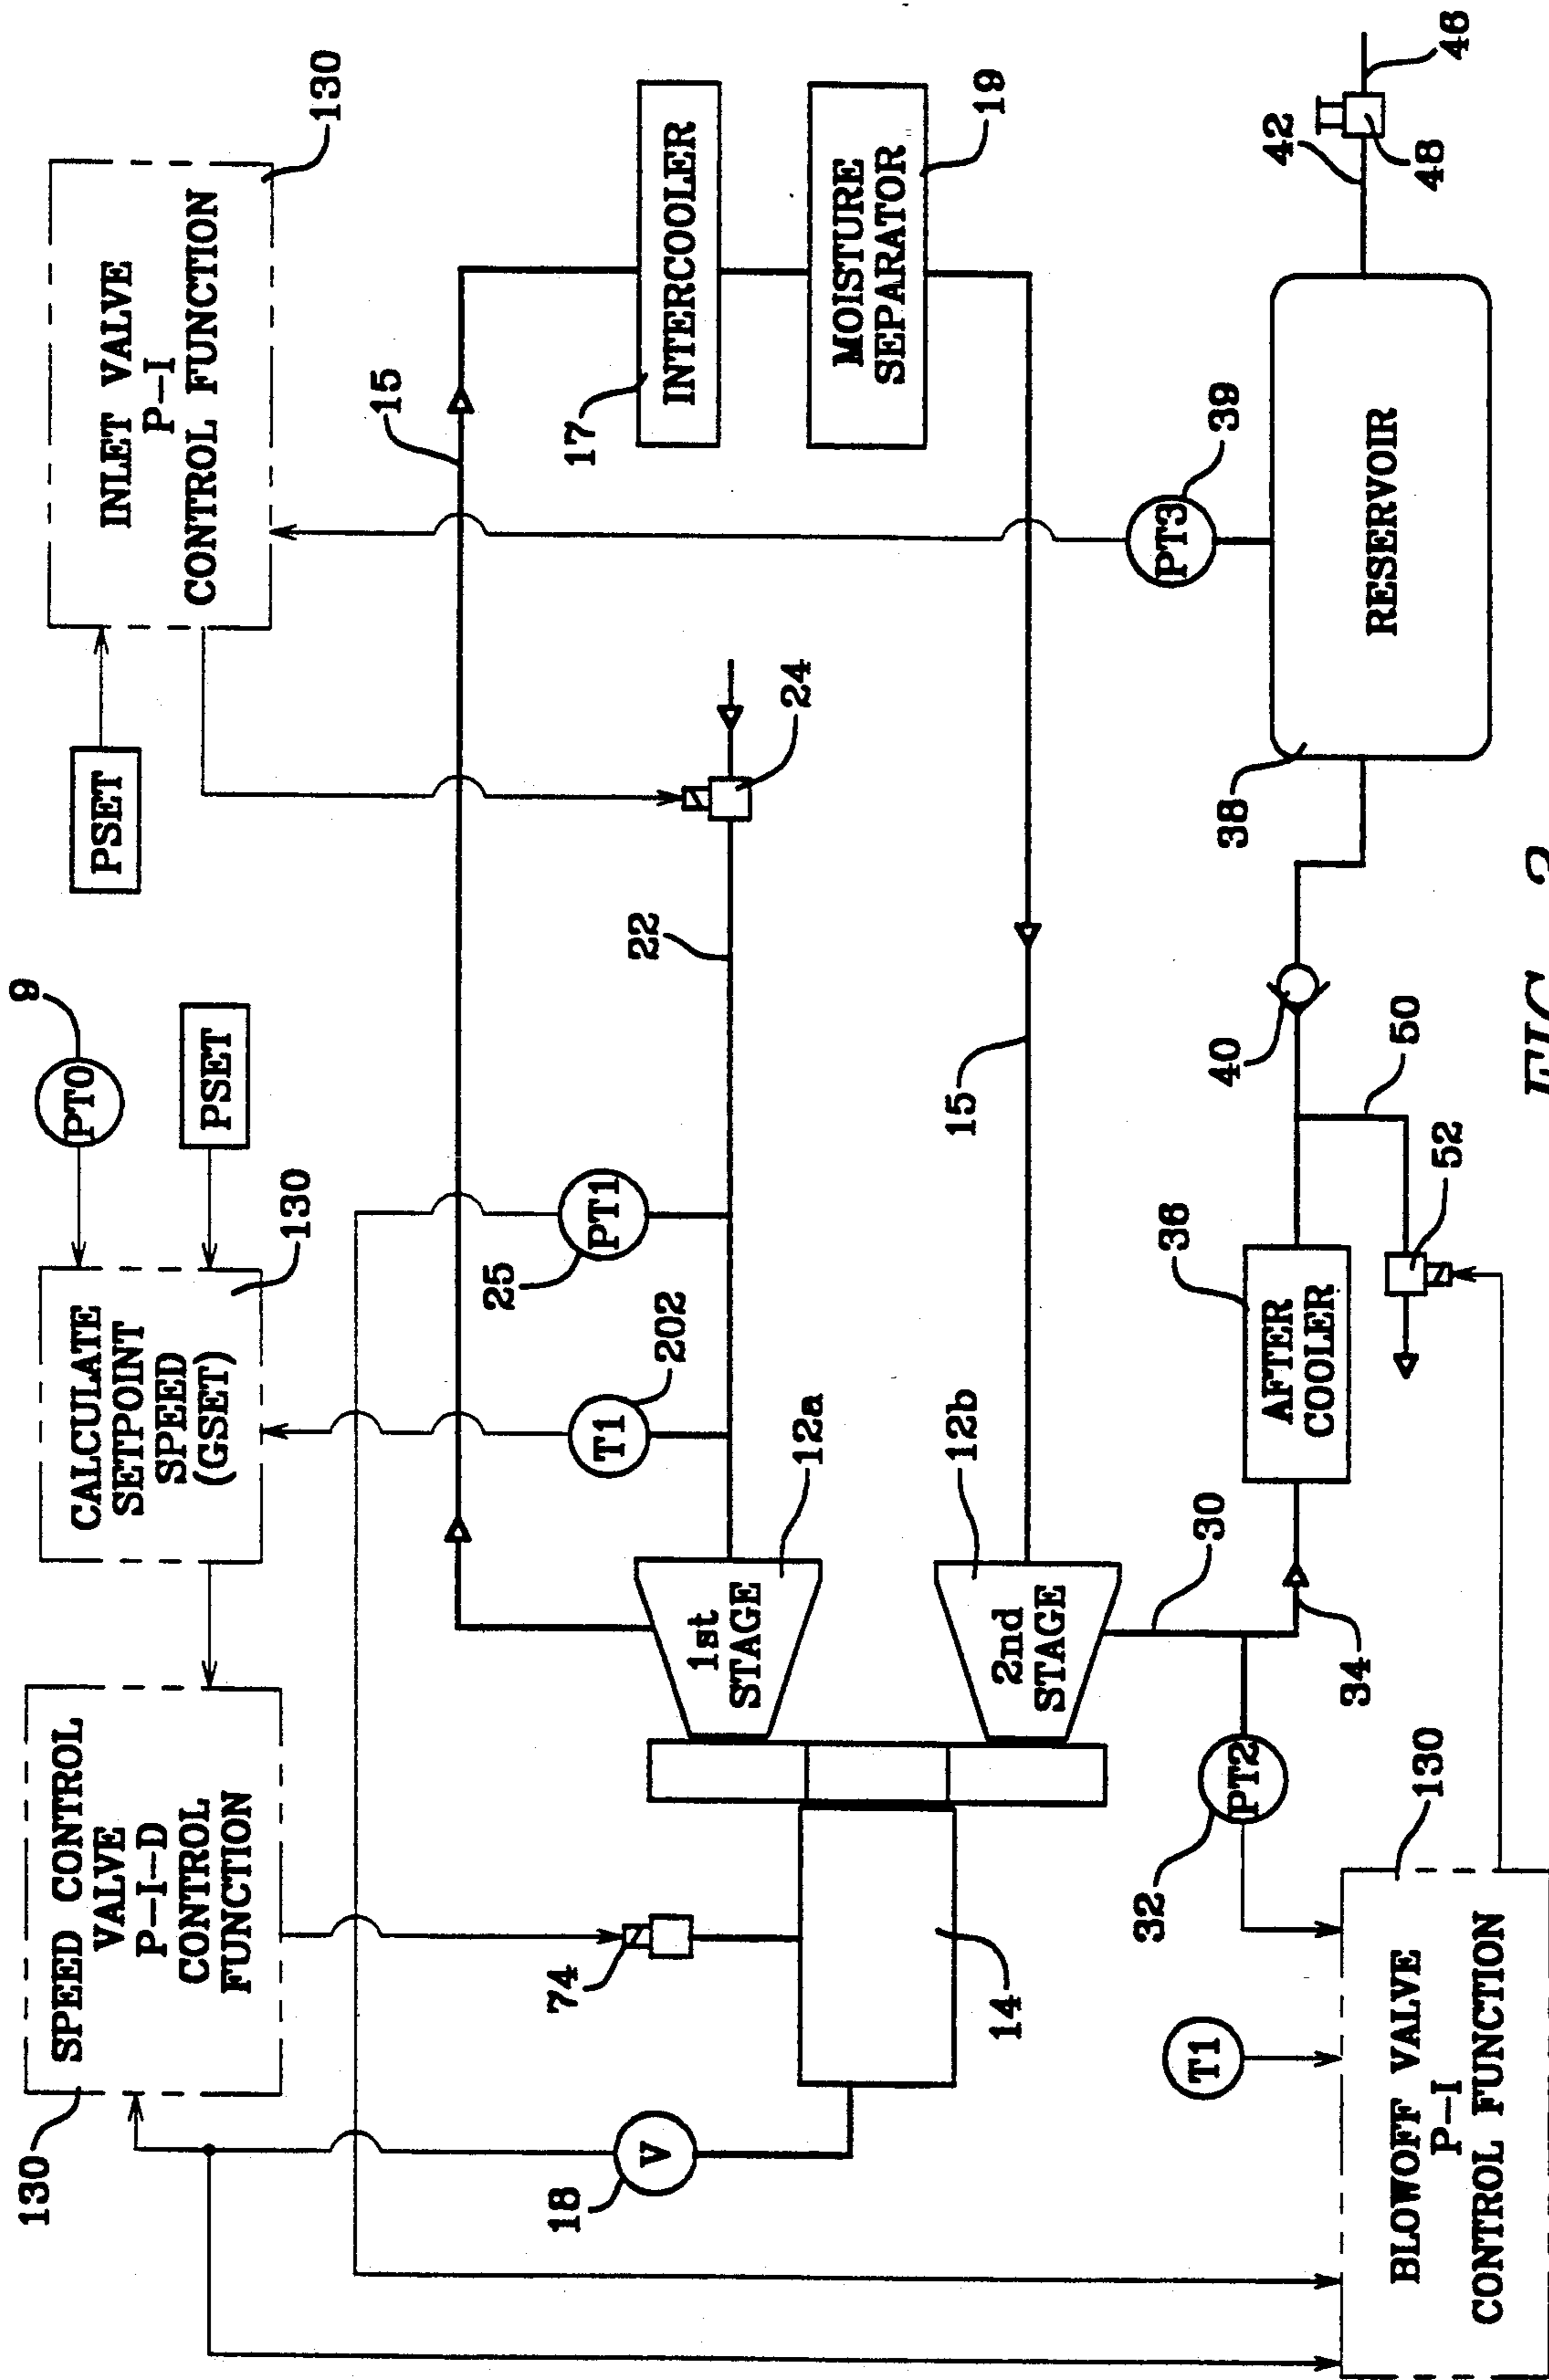 130
SPEED CONTROL
VALVE
P-I-D
CONTROL
FUNCTION
CALCULATE
SETPOINT
SPEED
(GSET)
130
PT0
9
PSET
PSET
INLET VALVE
P-I
CONTROL FUNCTION
130
15
18
V
74
14
25
PT1
T1
202
22
24
17
INTERCOOLER
MOISTURE
SEPARATOR
19
1st
STAGE
12a
2nd
STAGE
12b
15
30
34
32
PT2
T1
130
BLOWOFF VALVE
P-I
CONTROL FUNCTION
36
AFTER
COOLER
52
50
40
38
RESERVOIR
PT3
39
42
48
46
FIG.